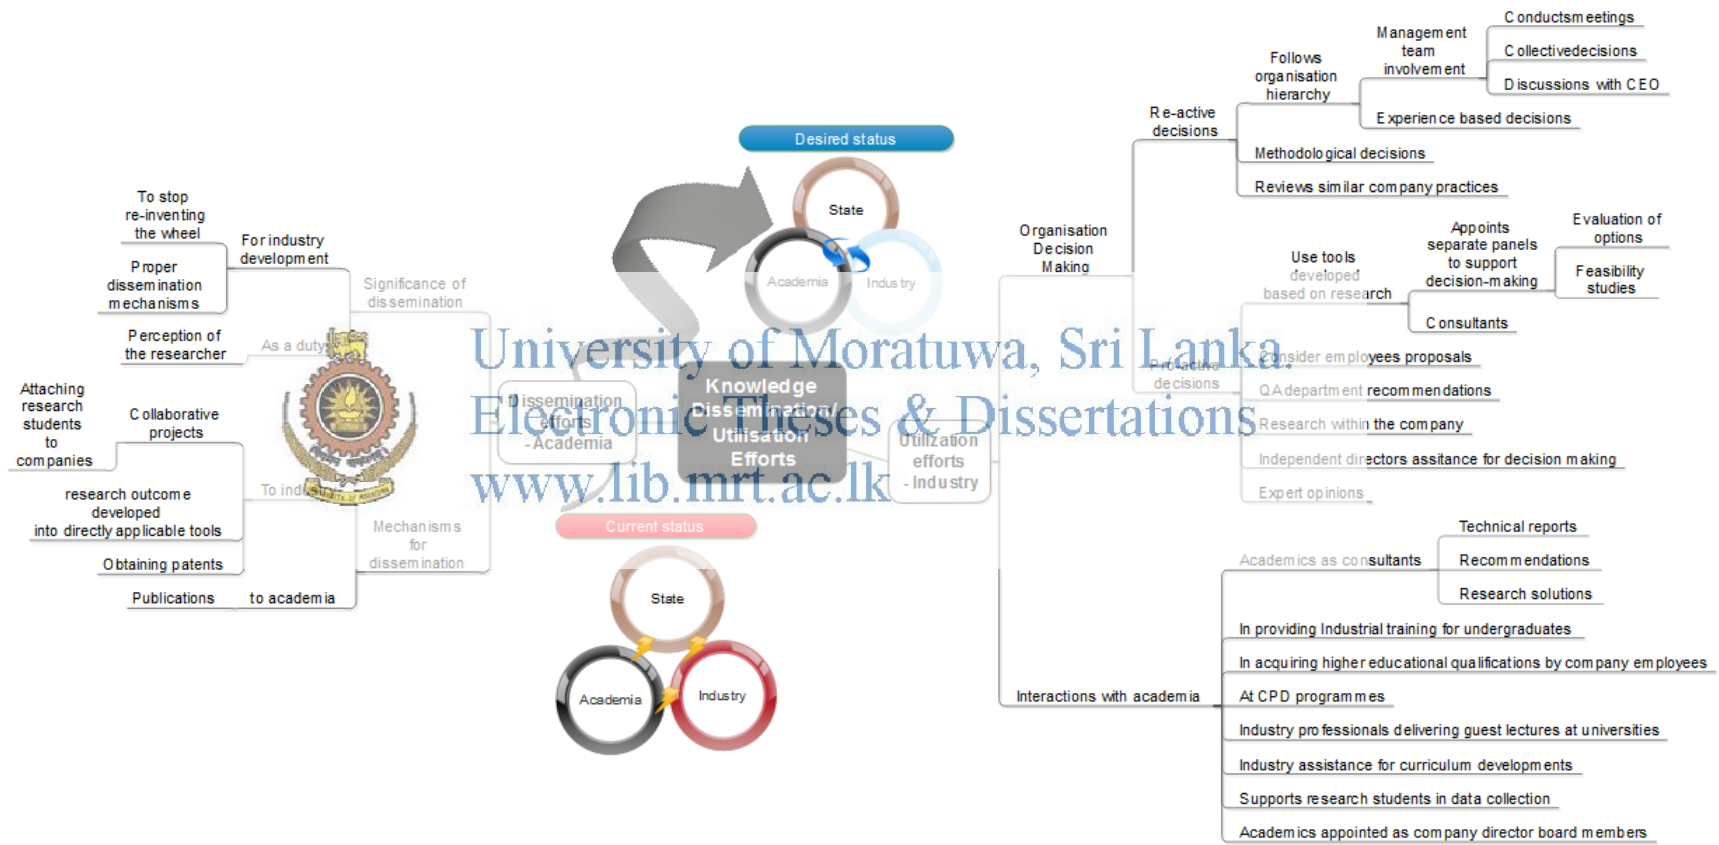 Desired status
State
Academia
Industry
To stop
re-inventing
the wheel
Proper
dissemination
mechanisms
For industry
development
Perception of
the researcher
As a duty
Significance of
dissemination
Attaching
research
students
to
companies
Collaborative
projects
research outcome
developed
into directly applicable tools
Obtaining patents
Publications
to academia
Mechanisms
for
dissemination
Dissemination
efforts
- Academia
Knowledge
Dissemination/
Utilisation
Efforts
Utilization
efforts
- Industry
University of Moratuwa, Sri Lanka.
Electronic Theses & Dissertations
www.lib.mrt.ac.lk
Current status
State
Academia
Industry
Organisation
Decision
Making
Re-active
decisions
Follows
organisation
hierarchy
Management
team
involvement
Conductsmeetings
Collectivedecisions
Discussions with CEO
Experience based decisions
Methodological decisions
Reviews similar company practices
Pro-active
decisions
Use tools
developed
based on research
Appoints
separate panels
to support
decision-making
Evaluation of
options
Feasibility
studies
Consultants
Consider employees proposals
QA department recommendations
Research within the company
Independent directors assitance for decision making
Expert opinions
Interactions with academia
Academics as consultants
Technical reports
Recommendations
Research solutions
In providing Industrial training for undergraduates
In acquiring higher educational qualifications by company employees
At CPD programmes
Industry professionals delivering guest lectures at universities
Industry assistance for curriculum developments
Supports research students in data collection
Academics appointed as company director board members